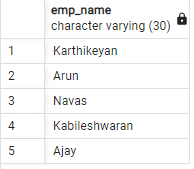 emp_name
character varying (30)
1 Karthikeyan
2 Arun
3 Navas
4 Kabileshwaran
5 Ajay